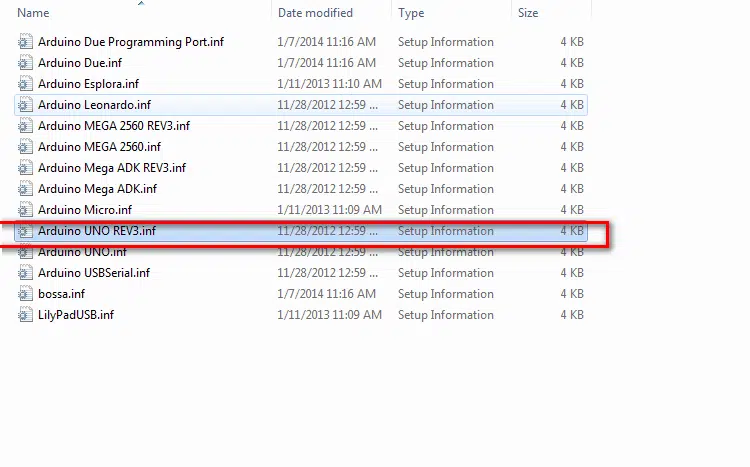 Name Date modified Type Size
Arduino Due Programming Port.inf 1/7/2014 11:16 AM Setup Information 4 KB
Arduino Due.inf 1/7/2014 11:16 AM Setup Information 4 KB
Arduino Esplora.inf 1/11/2013 11:10 AM Setup Information 4 KB
Arduino Leonardo.inf 11/28/2012 12:59 ... Setup Information 4 KB
Arduino MEGA 2560 REV3.inf 11/28/2012 12:59 ... Setup Information 4 KB
Arduino MEGA 2560.inf 11/28/2012 12:59 ... Setup Information 4 KB
Arduino Mega ADK REV3.inf 11/28/2012 12:59 ... Setup Information 4 KB
Arduino Mega ADK.inf 11/28/2012 12:59 ... Setup Information 4 KB
Arduino Micro.inf 1/11/2013 11:09 AM Setup Information 4 KB
Arduino UNO REV3.inf 11/28/2012 12:59 ... Setup Information 4 KB
Arduino UNO.inf 11/28/2012 12:59 ... Setup Information 4 KB
Arduino USBSerial.inf 11/28/2012 12:59 ... Setup Information 4 KB
bossa.inf 1/7/2014 11:16 AM Setup Information 4 KB
LilyPadUSB.inf 1/11/2013 11:09 AM Setup Information 4 KB